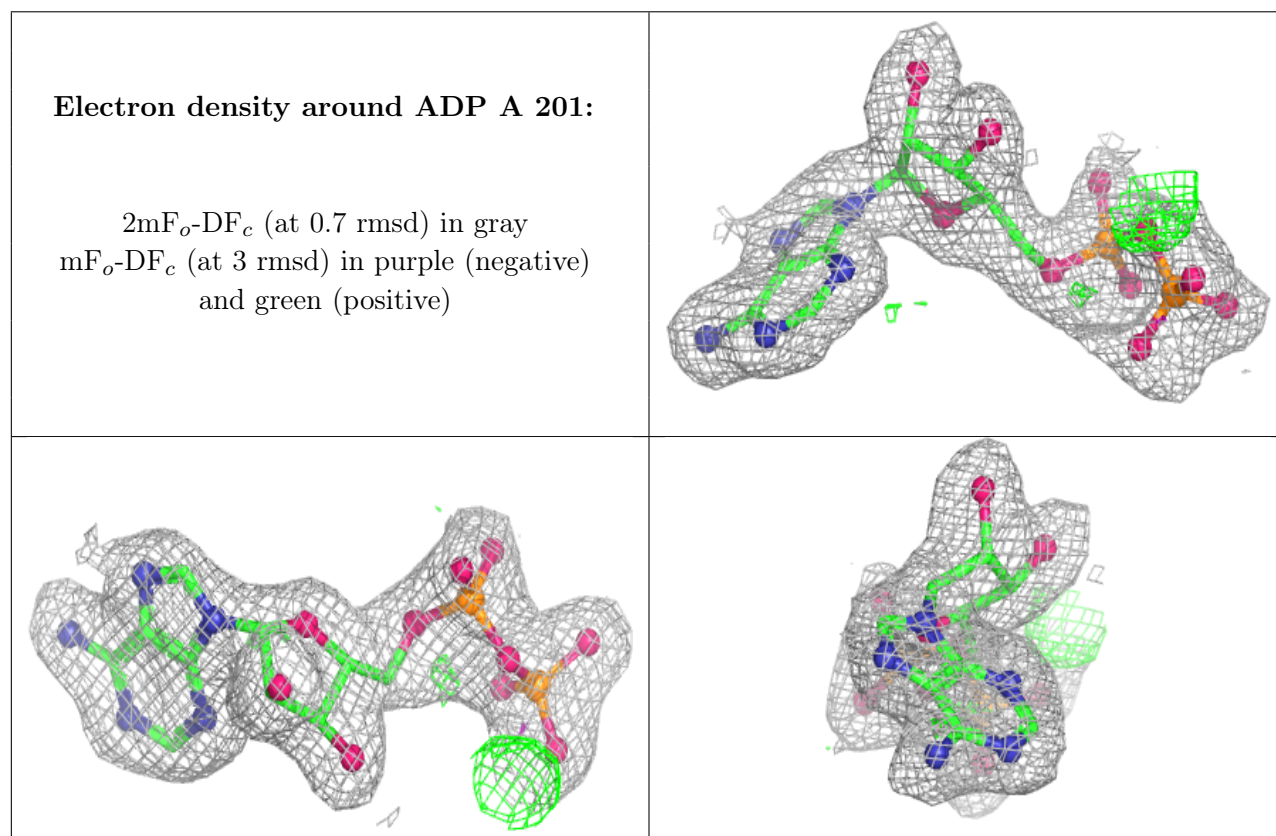 Electron density around ADP A 201:
2mFₒ-DF𝒸 (at 0.7 rmsd) in gray
mFₒ-DF𝒸 (at 3 rmsd) in purple (negative)
and green (positive)